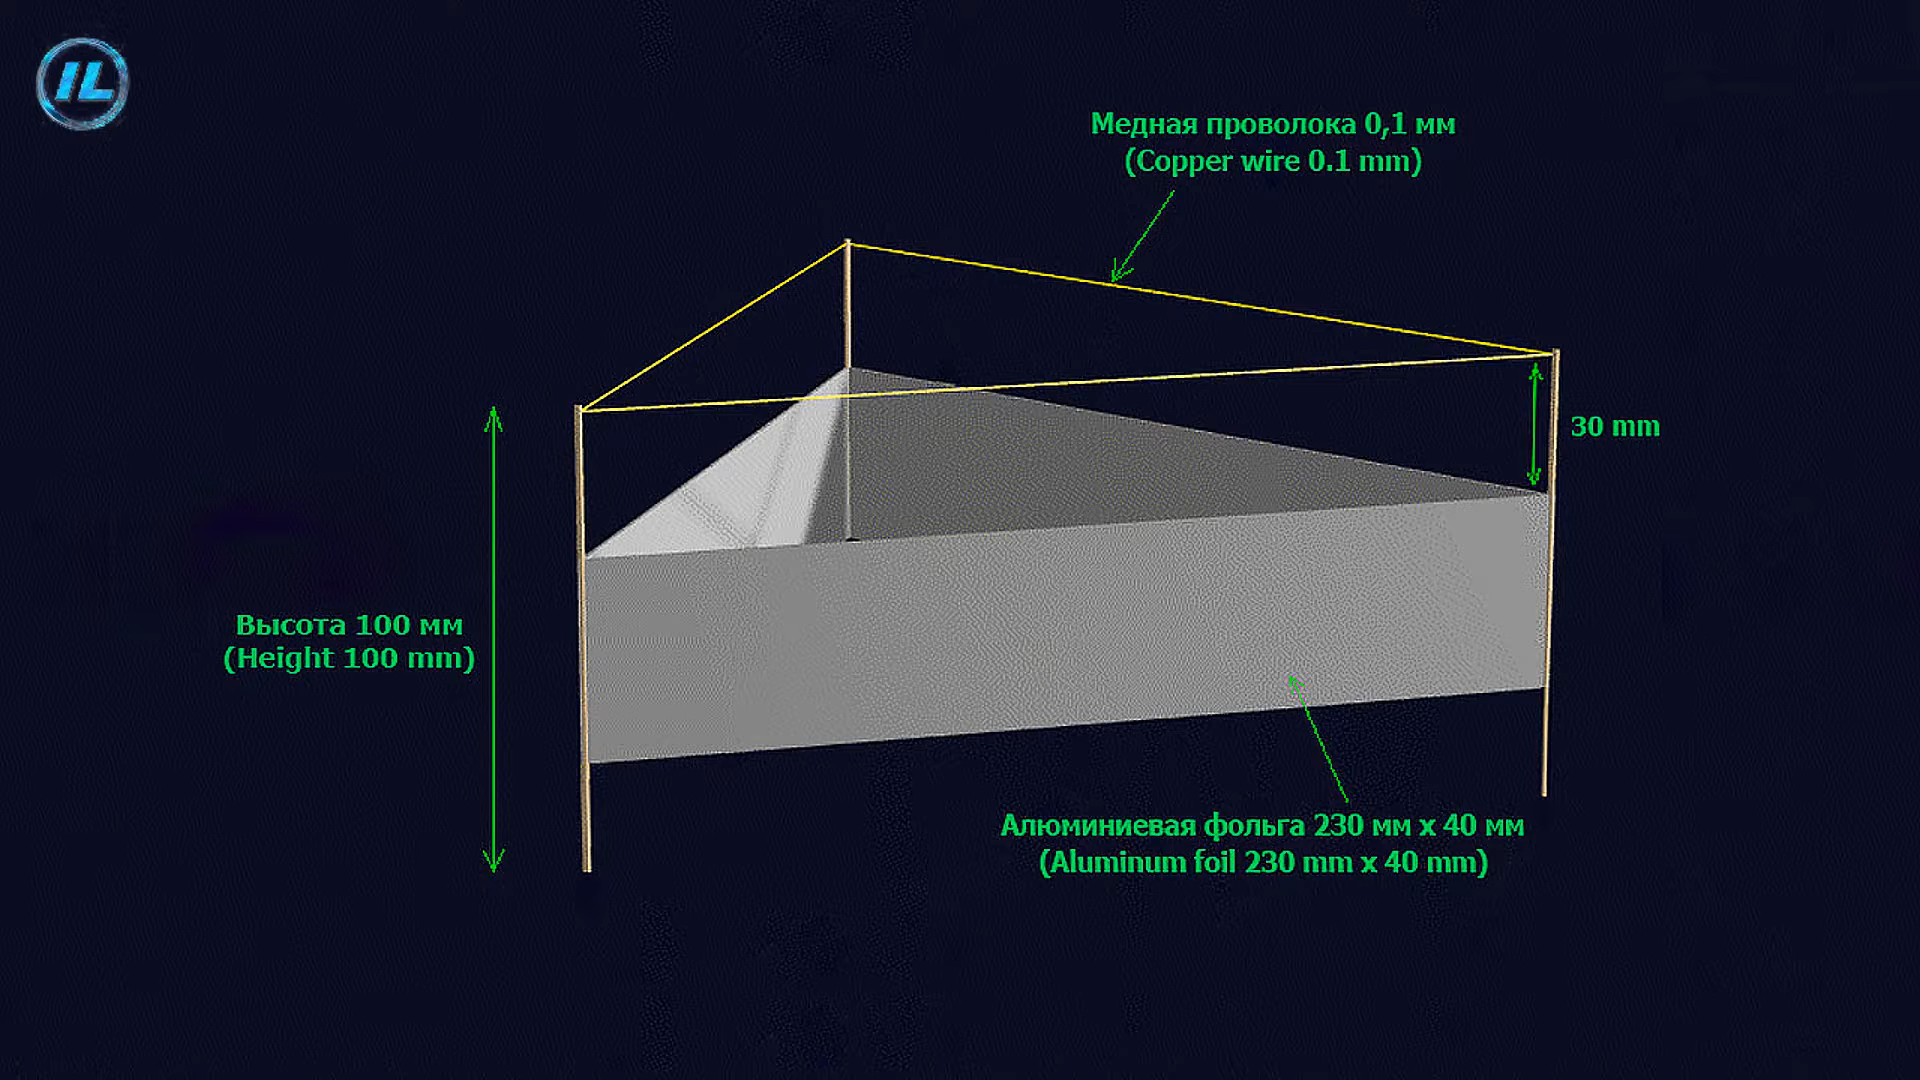 IL
Медная проволока 0,1 мм
(Copper wire 0.1 mm)
30 mm
Высота 100 мм
(Height 100 mm)
Алюминиевая фольга 230 мм x 40 мм
(Aluminum foil 230 mm x 40 mm)